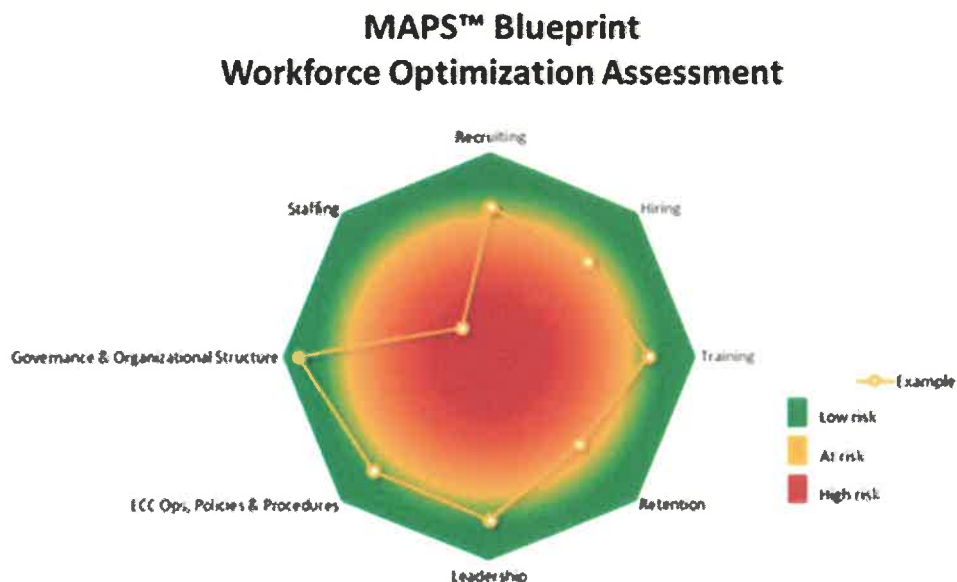 MAPS™ Blueprint
Workforce Optimization Assessment
Recruiting
Staffing
Hiring
Governance & Organizational Structure
Training
Example
Low risk
At risk
High risk
ECC Ops, Policies & Procedures
Retention
Leadership